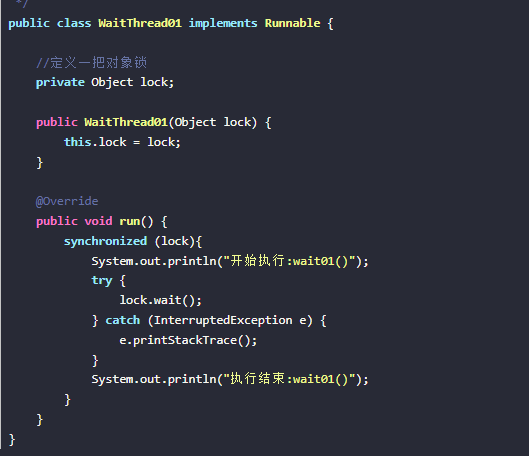 */
public class WaitThread01 implements Runnable {
//定义一把对象锁
private Object lock;
public WaitThread01(Object lock) {
this.lock = lock;
}
@Override
public void run() {
synchronized (lock){
System.out.println("开始执行:wait01()");
try {
lock.wait();
} catch (InterruptedException e) {
e.printStackTrace();
}
System.out.println("执行结束:wait01()");
}
}
}